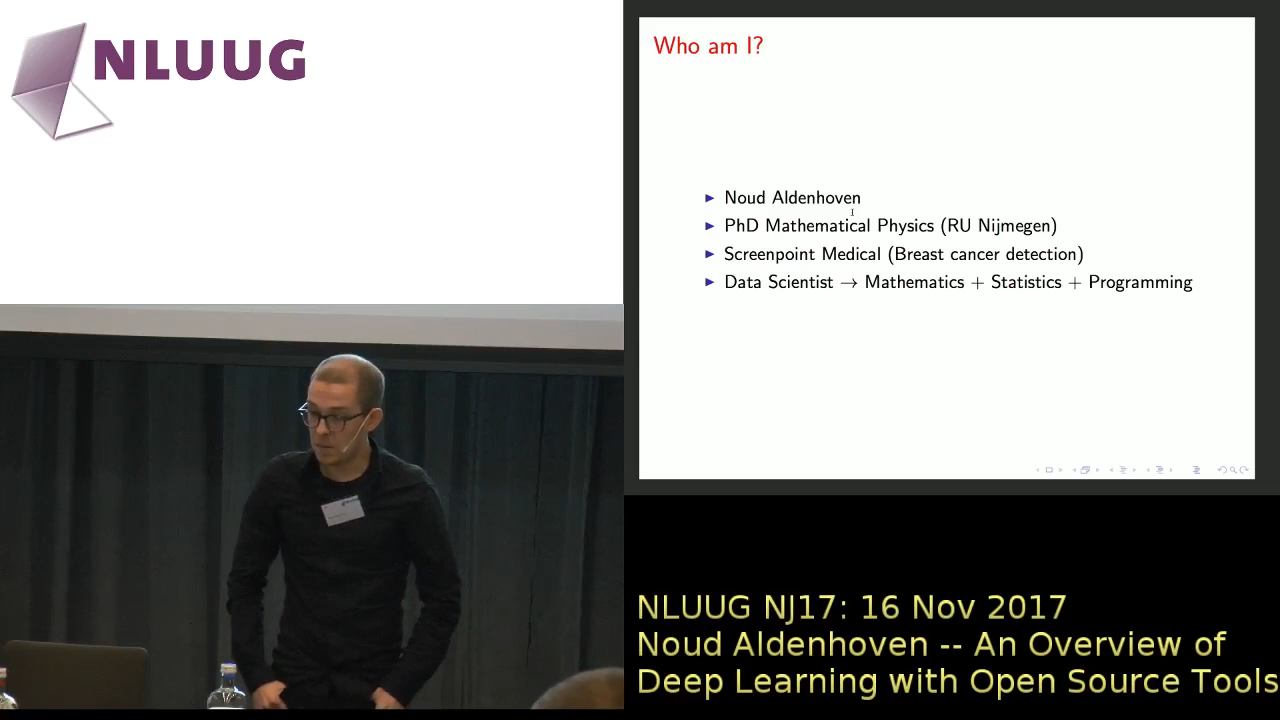 NLUUG
Who am I?
Noud Aldenhoven
PhD Mathematical Physics (RU Nijmegen)
Screenpoint Medical (Breast cancer detection)
Data Scientist → Mathematics + Statistics + Programming
NLUUG NJ17: 16 Nov 2017
Noud Aldenhoven -- An Overview of
Deep Learning with Open Source Tools